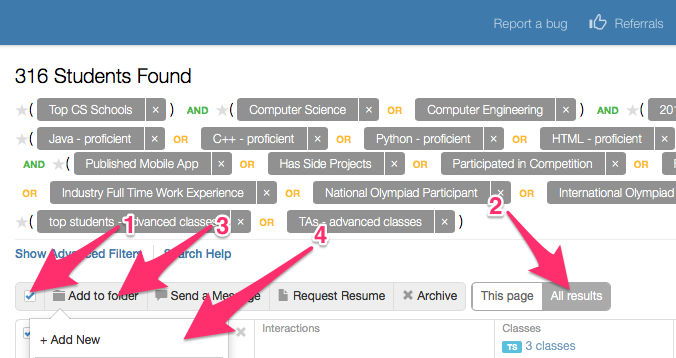 Report a bug Referrals
316 Students Found
( Top CS Schools × ) AND ( Computer Science × OR Computer Engineering × ) AND ( 201
( Java - proficient × OR C++ - proficient × OR Python - proficient × OR HTML - proficient ×
AND ( Published Mobile App × OR Has Side Projects × OR Participated in Competition × OR
OR Industry Full Time Work Experience × OR National Olympiad Participant × OR International Olympiad
( top students - advanced classes × OR TAs - advanced classes × )
1 3 4 2
Show Advanced Filters Search Help
Add to folder Send a Message Request Resume Archive This page All results
+ Add New Interactions Classes
TS 3 classes